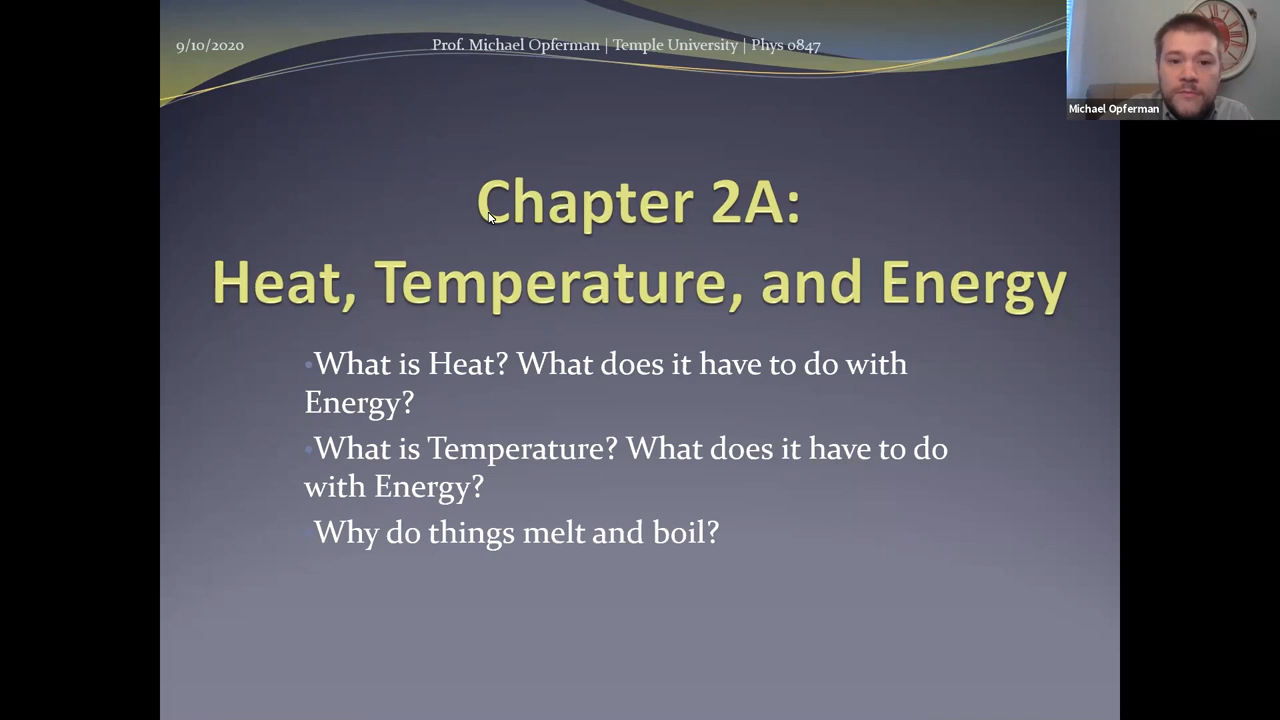 9/10/2020
Prof. Michael Opferman | Temple University | Phys 0847
Michael Opferman
Chapter 2A:
Heat, Temperature, and Energy
•What is Heat? What does it have to do with
Energy?
•What is Temperature? What does it have to do
with Energy?
•Why do things melt and boil?